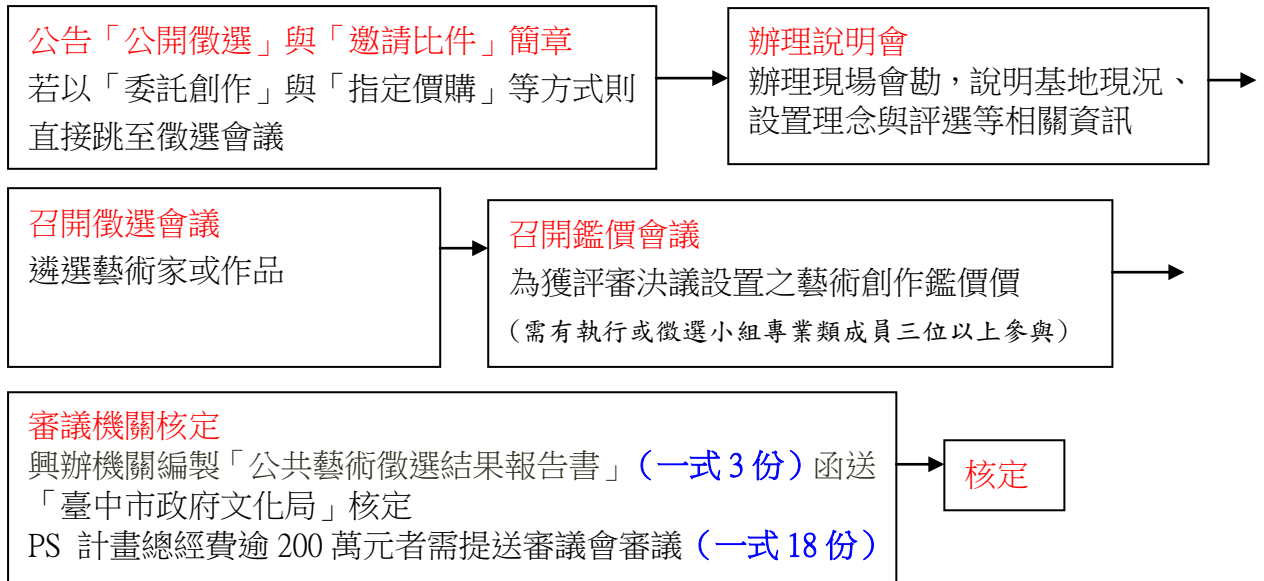 公告「公開徵選」與「邀請比件」簡章
若以「委託創作」與「指定價購」等方式則
直接跳至徵選會議
辦理說明會
辦理現場會勘，說明基地現況、
設置理念與評選等相關資訊
召開徵選會議
遴選藝術家或作品
召開鑑價會議
為獲評審決議設置之藝術創作鑑價價
（需有執行或徵選小組專業類成員三位以上參與）
審議機關核定
興辦機關編製「公共藝術徵選結果報告書」（一式 3 份）函送
「臺中市政府文化局」核定
PS 計畫總經費逾 200 萬元者需提送審議會審議（一式 18 份）
核定